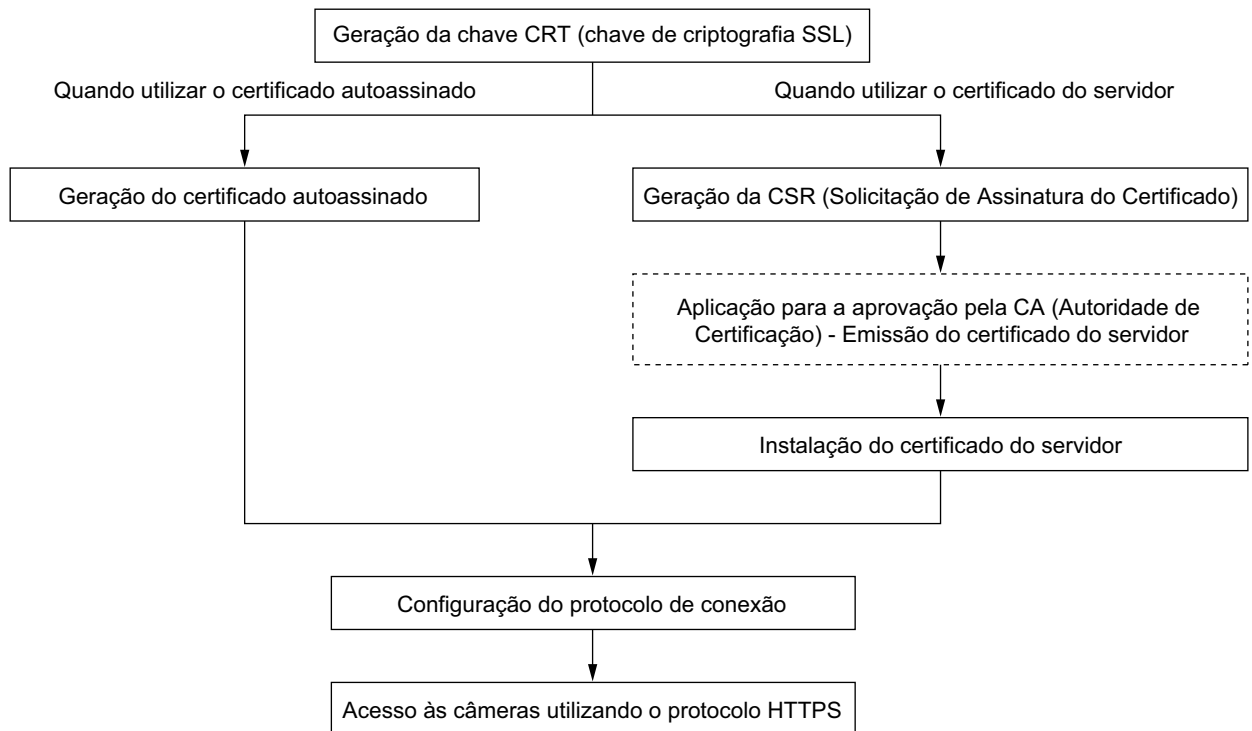 Geração da chave CRT (chave de criptografia SSL)
Quando utilizar o certificado autoassinado
Quando utilizar o certificado do servidor
Geração do certificado autoassinado
Geração da CSR (Solicitação de Assinatura do Certificado)
Aplicação para a aprovação pela CA (Autoridade de
Certificação) - Emissão do certificado do servidor
Instalação do certificado do servidor
Configuração do protocolo de conexão
Acesso às câmeras utilizando o protocolo HTTPS